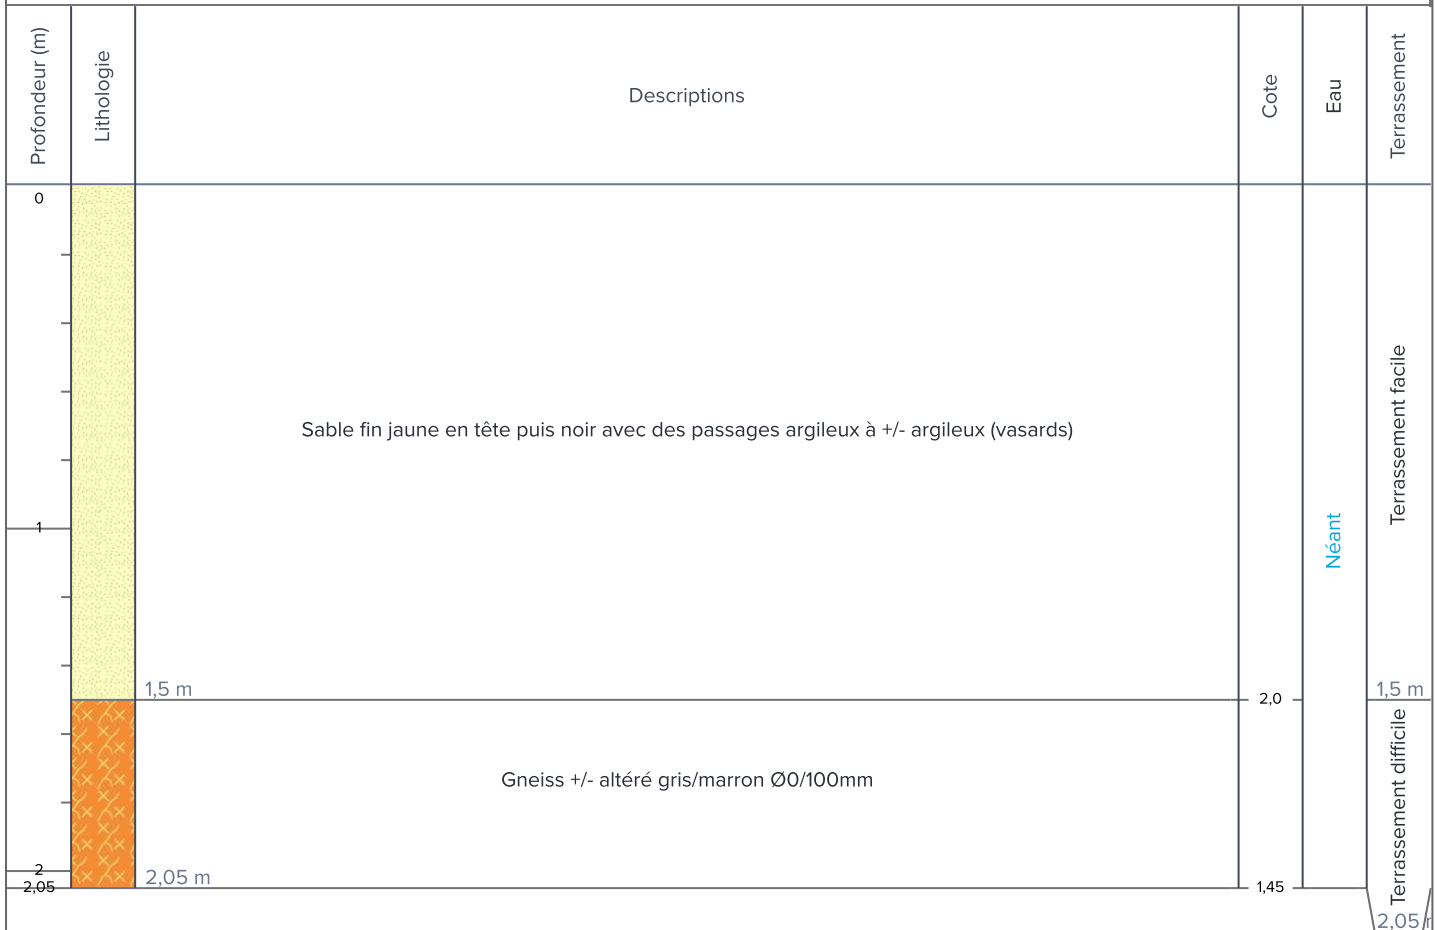 Profondeur (m)
Lithologie
Descriptions
Cote
Eau
Terrassement
0
Sable fin jaune en tête puis noir avec des passages argileux à +/- argileux (vasards)
Terrassement facile
1
Néant
1,5 m
2,0
1,5 m
Gneiss +/- altéré gris/marron Ø0/100mm
Terrassement difficile
2
2,05
2,05 m
1,45
2,05